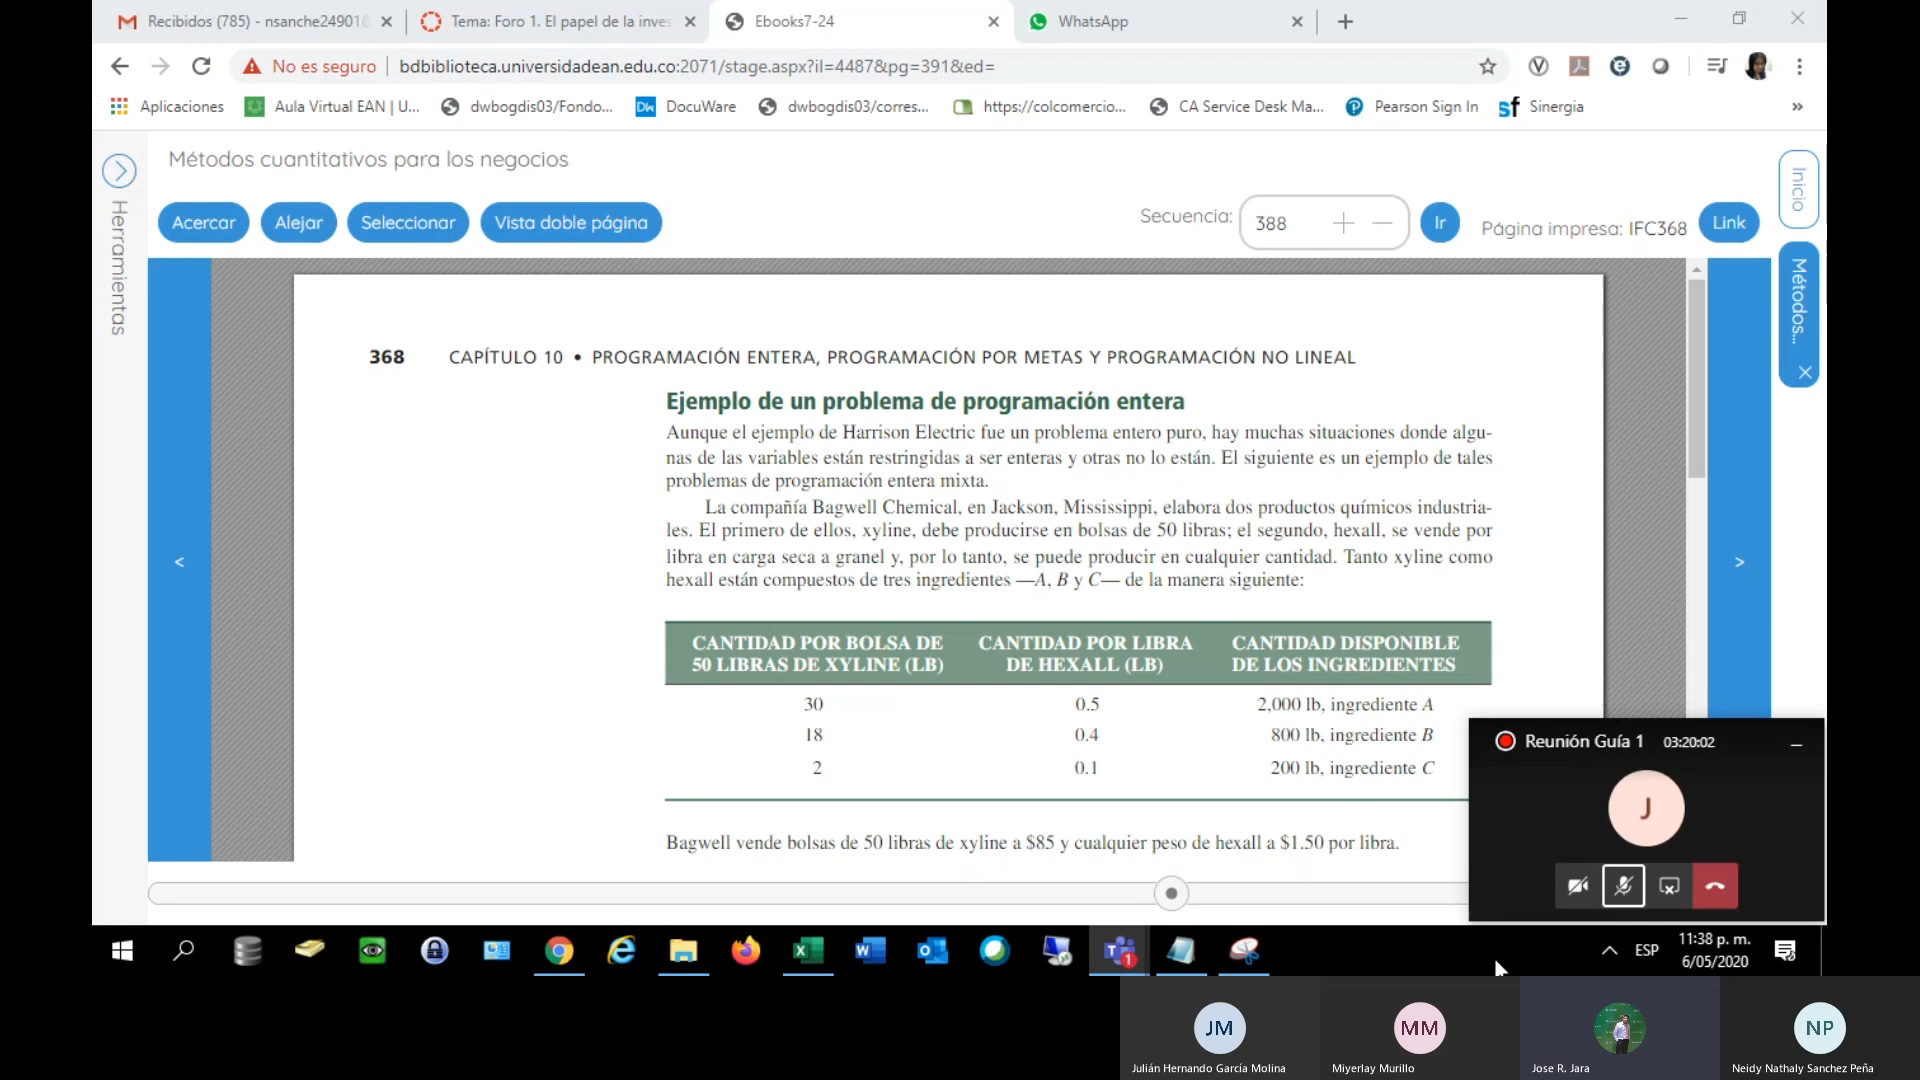 Recibidos (785) - nsanche24901@
Tema: Foro 1. El papel de la inves
Ebooks7-24
WhatsApp
No es seguro
bdbiblioteca.universidadean.edu.co:2071/stage.aspx?il=4487&pg=391&ed=
Aplicaciones
Aula Virtual EAN | U...
dwbogdis03/Fondo...
DocuWare
dwbogdis03/corres...
https://colcomercio...
CA Service Desk Ma...
Pearson Sign In
Sinergia
»
Métodos cuantitativos para los negocios
Herramientas
Acercar
Alejar
Seleccionar
Vista doble página
Secuencia:
388
Ir
Página impresa: IFC368
Link
Inicio
Métodos...
<
>
368 CAPÍTULO 10 • PROGRAMACIÓN ENTERA, PROGRAMACIÓN POR METAS Y PROGRAMACIÓN NO LINEAL
Ejemplo de un problema de programación entera
Aunque el ejemplo de Harrison Electric fue un problema entero puro, hay muchas situaciones donde algu-
nas de las variables están restringidas a ser enteras y otras no lo están. El siguiente es un ejemplo de tales
problemas de programación entera mixta.
La compañía Bagwell Chemical, en Jackson, Mississippi, elabora dos productos químicos industria-
les. El primero de ellos, xyline, debe producirse en bolsas de 50 libras; el segundo, hexall, se vende por
libra en carga seca a granel y, por lo tanto, se puede producir en cualquier cantidad. Tanto xyline como
hexall están compuestos de tres ingredientes —A, B y C— de la manera siguiente:
CANTIDAD POR BOLSA DE CANTIDAD POR LIBRA CANTIDAD DISPONIBLE
50 LIBRAS DE XYLINE (LB) DE HEXALL (LB) DE LOS INGREDIENTES
30 0.5 2,000 lb, ingrediente A
18 0.4 800 lb, ingrediente B
2 0.1 200 lb, ingrediente C
Bagwell vende bolsas de 50 libras de xyline a $85 y cualquier peso de hexall a $1.50 por libra.
Reunión Guía 1 03:20:02
J
1
ESP
11:38 p. m.
6/05/2020
JM
MM
NP
Julián Hernando García Molina
Miyerlay Murillo
Jose R. Jara
Neidy Nathaly Sanchez Peña